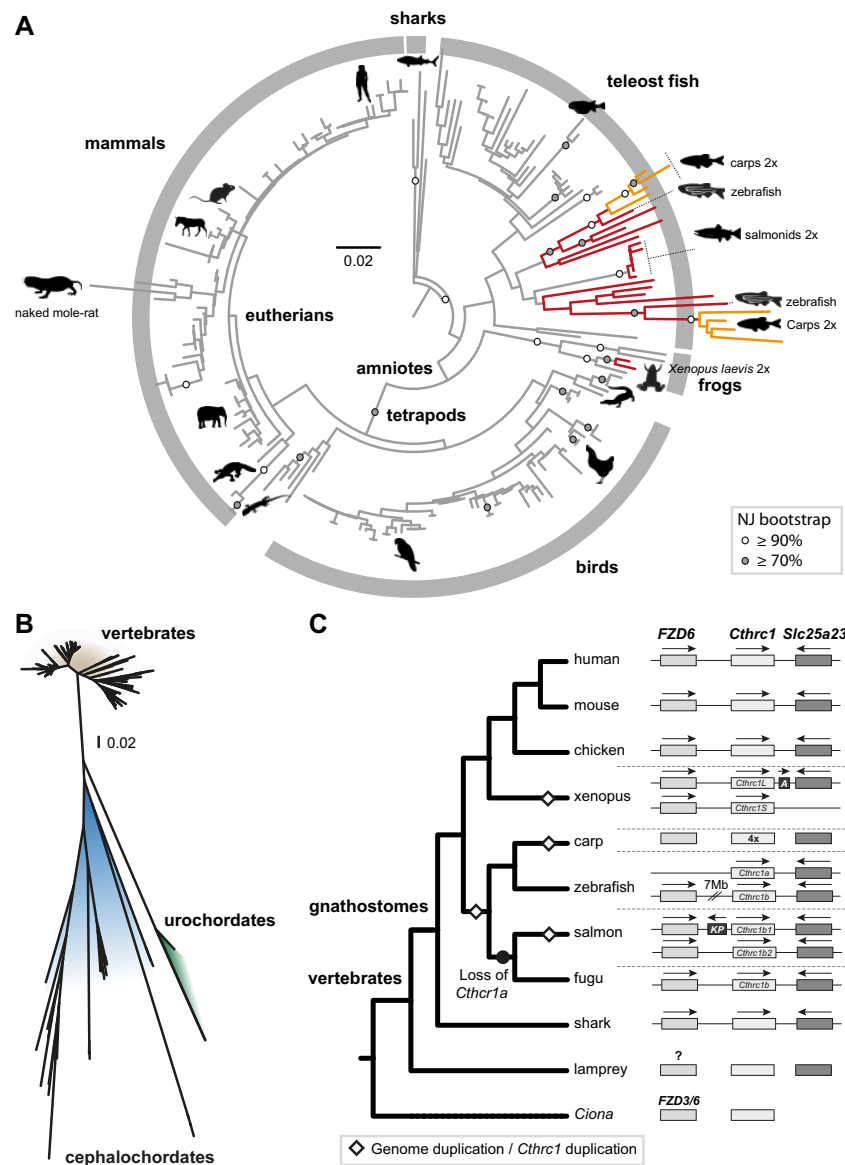 A
sharks
teleost fish
mammals
carps 2x
zebrafish
salmonids 2x
0.02
naked mole-rat
eutherians
zebrafish
Carps 2x
amniotes
Xenopus laevis 2x
frogs
tetrapods
NJ bootstrap
≥ 90%
≥ 70%
birds
B
vertebrates
0.02
urochordates
cephalochordates
C
FZD6 Cthrc1 Slc25a23
human
mouse
chicken
xenopus
Cthrc1L A
Cthrc1S
carp
4x
zebrafish
Cthrc1a
7Mb
Cthrc1b
gnathostomes
salmon
KP Cthrc1b1
Cthrc1b2
vertebrates
Loss of
Cthcr1a
fugu
Cthrc1b
shark
lamprey
?
Ciona
FZD3/6
Genome duplication / Cthrc1 duplication